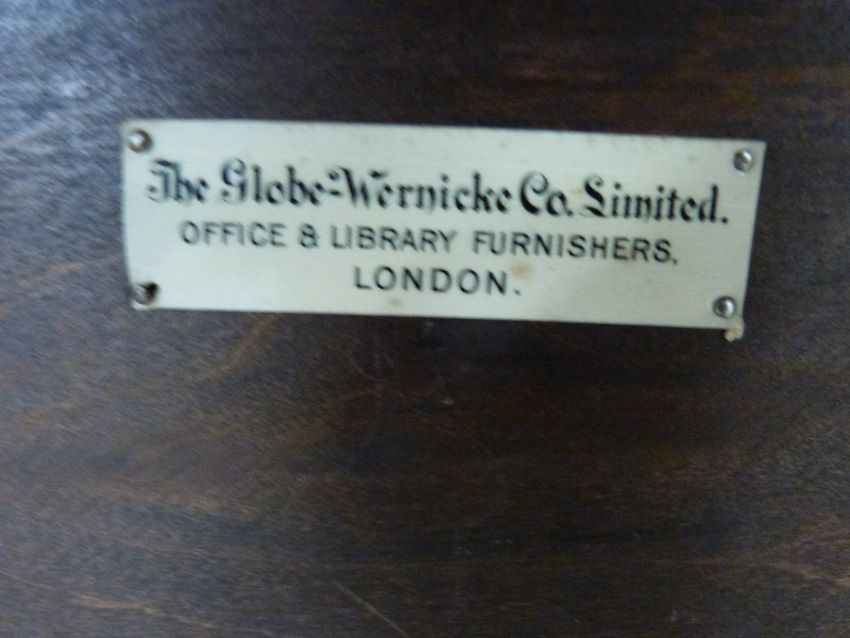 The Globe-Wernicke Co. Limited.
OFFICE & LIBRARY FURNISHERS,
LONDON.